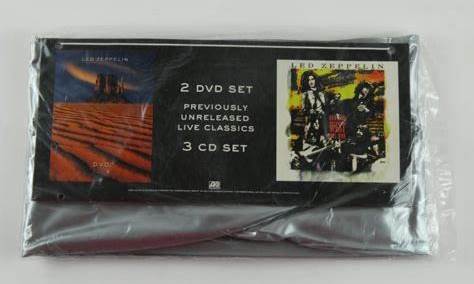 LED ZEPPELIN
DVD
2 DVD SET
PREVIOUSLY
UNRELEASED
LIVE CLASSICS
3 CD SET
LED ZEPPELIN